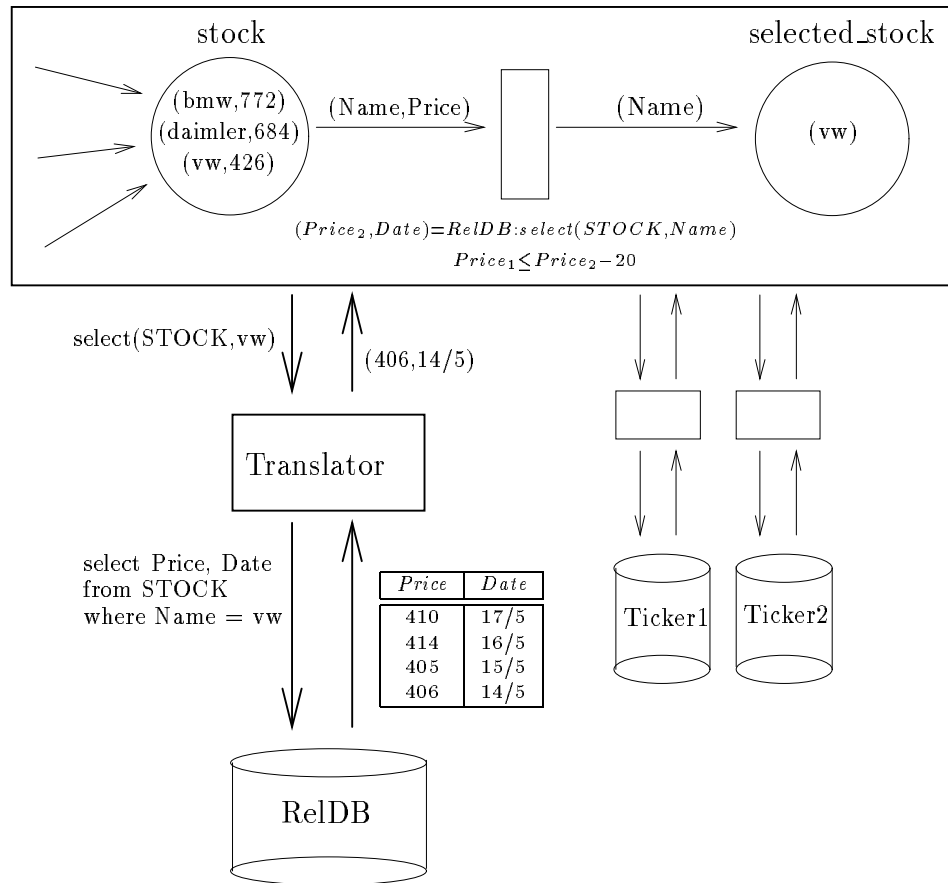 stock
selected_stock
(bmw,772)
(daimler,684)
(vw,426)
(Name,Price)
(Name)
(vw)
(Price₂,Date)=RelDB:select(STOCK,Name)
Price₁≤Price₂−20
select(STOCK,vw)
(406,14/5)
Translator
select Price, Date
from STOCK
where Name = vw
Price Date
410 17/5
414 16/5
405 15/5
406 14/5
Ticker1
Ticker2
RelDB